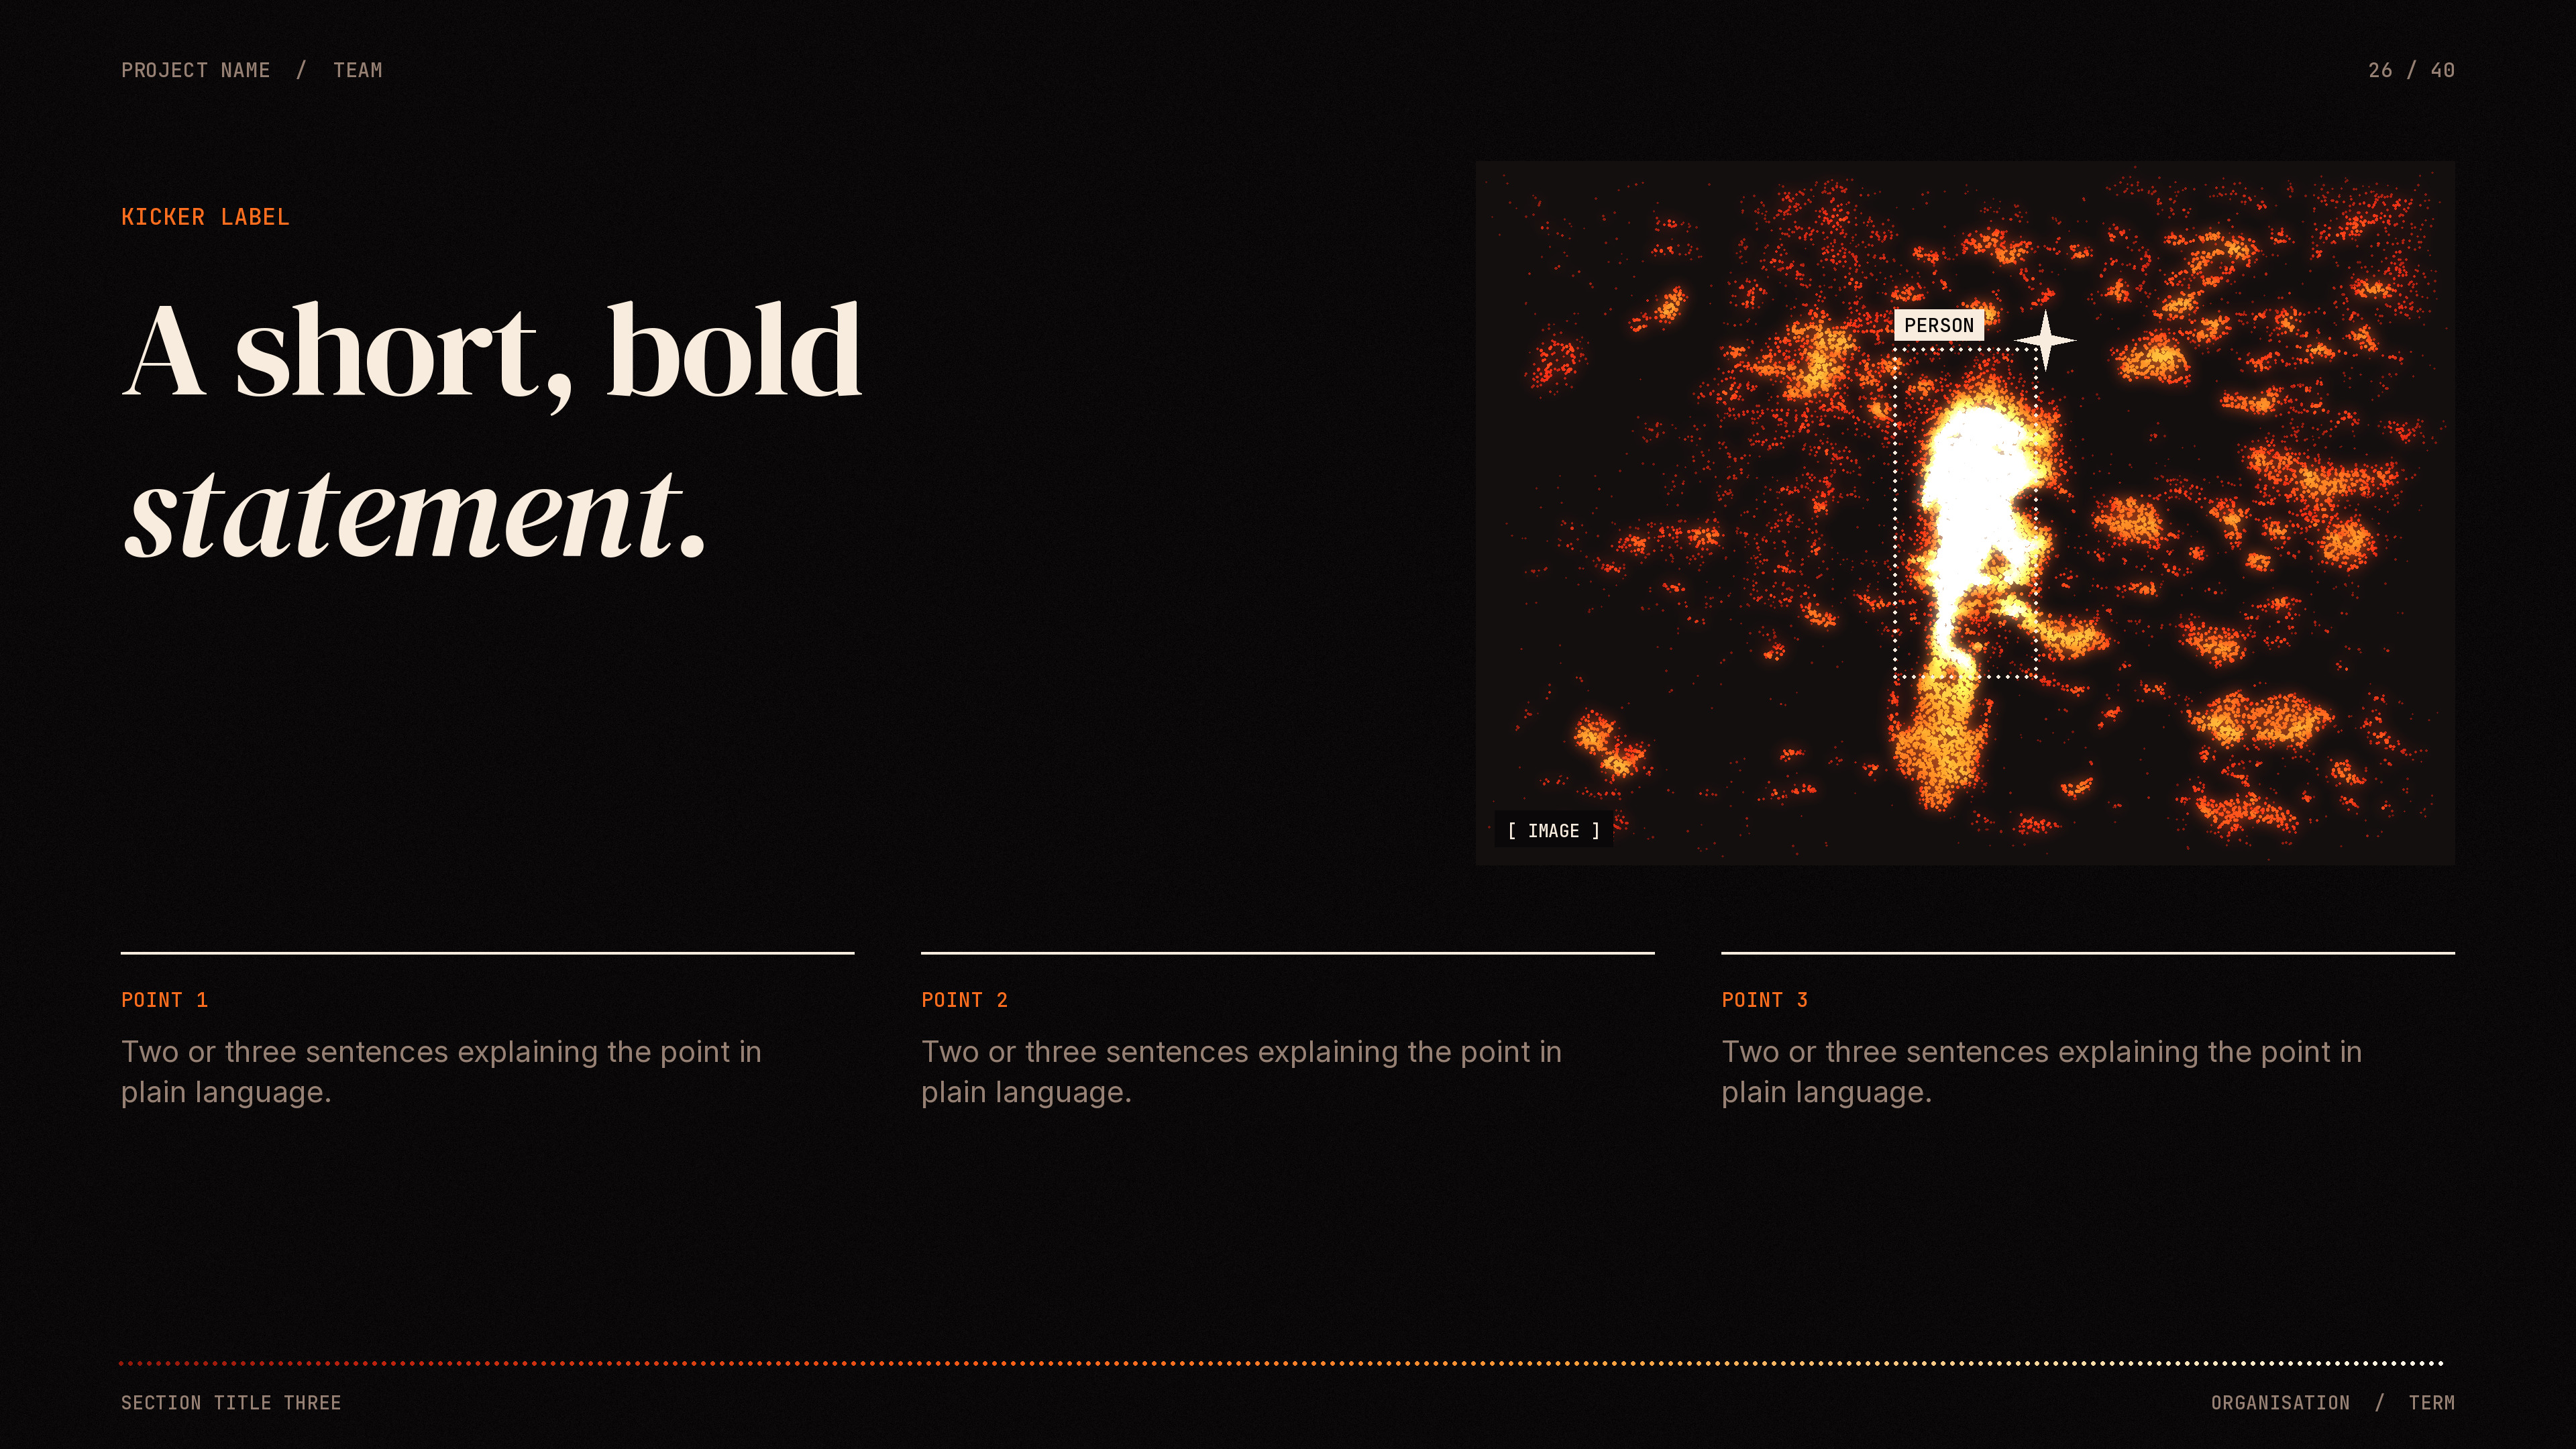 PROJECT NAME / TEAM
26 / 40
KICKER LABEL
A short, bold
statement.
PERSON
[ IMAGE ]
POINT 1
Two or three sentences explaining the point in
plain language.
POINT 2
Two or three sentences explaining the point in
plain language.
POINT 3
Two or three sentences explaining the point in
plain language.
SECTION TITLE THREE
ORGANISATION / TERM